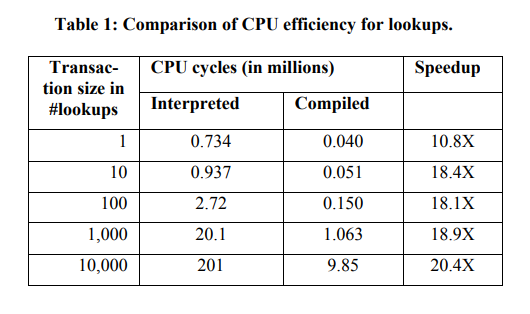 Table 1: Comparison of CPU efficiency for lookups.
Transac- CPU cycles (in millions) Speedup
tion size in
#lookups Interpreted Compiled
1 0.734 0.040 10.8X
10 0.937 0.051 18.4X
100 2.72 0.150 18.1X
1,000 20.1 1.063 18.9X
10,000 201 9.85 20.4X